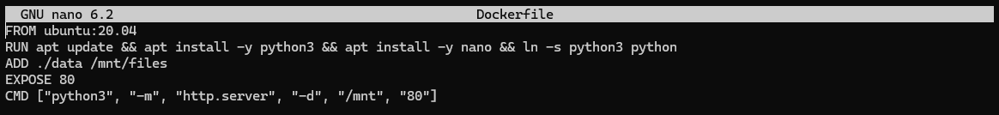 GNU nano 6.2 Dockerfile
FROM ubuntu:20.04
RUN apt update && apt install -y python3 && apt install -y nano && ln -s python3 python
ADD ./data /mnt/files
EXPOSE 80
CMD ["python3", "-m", "http.server", "-d", "/mnt", "80"]